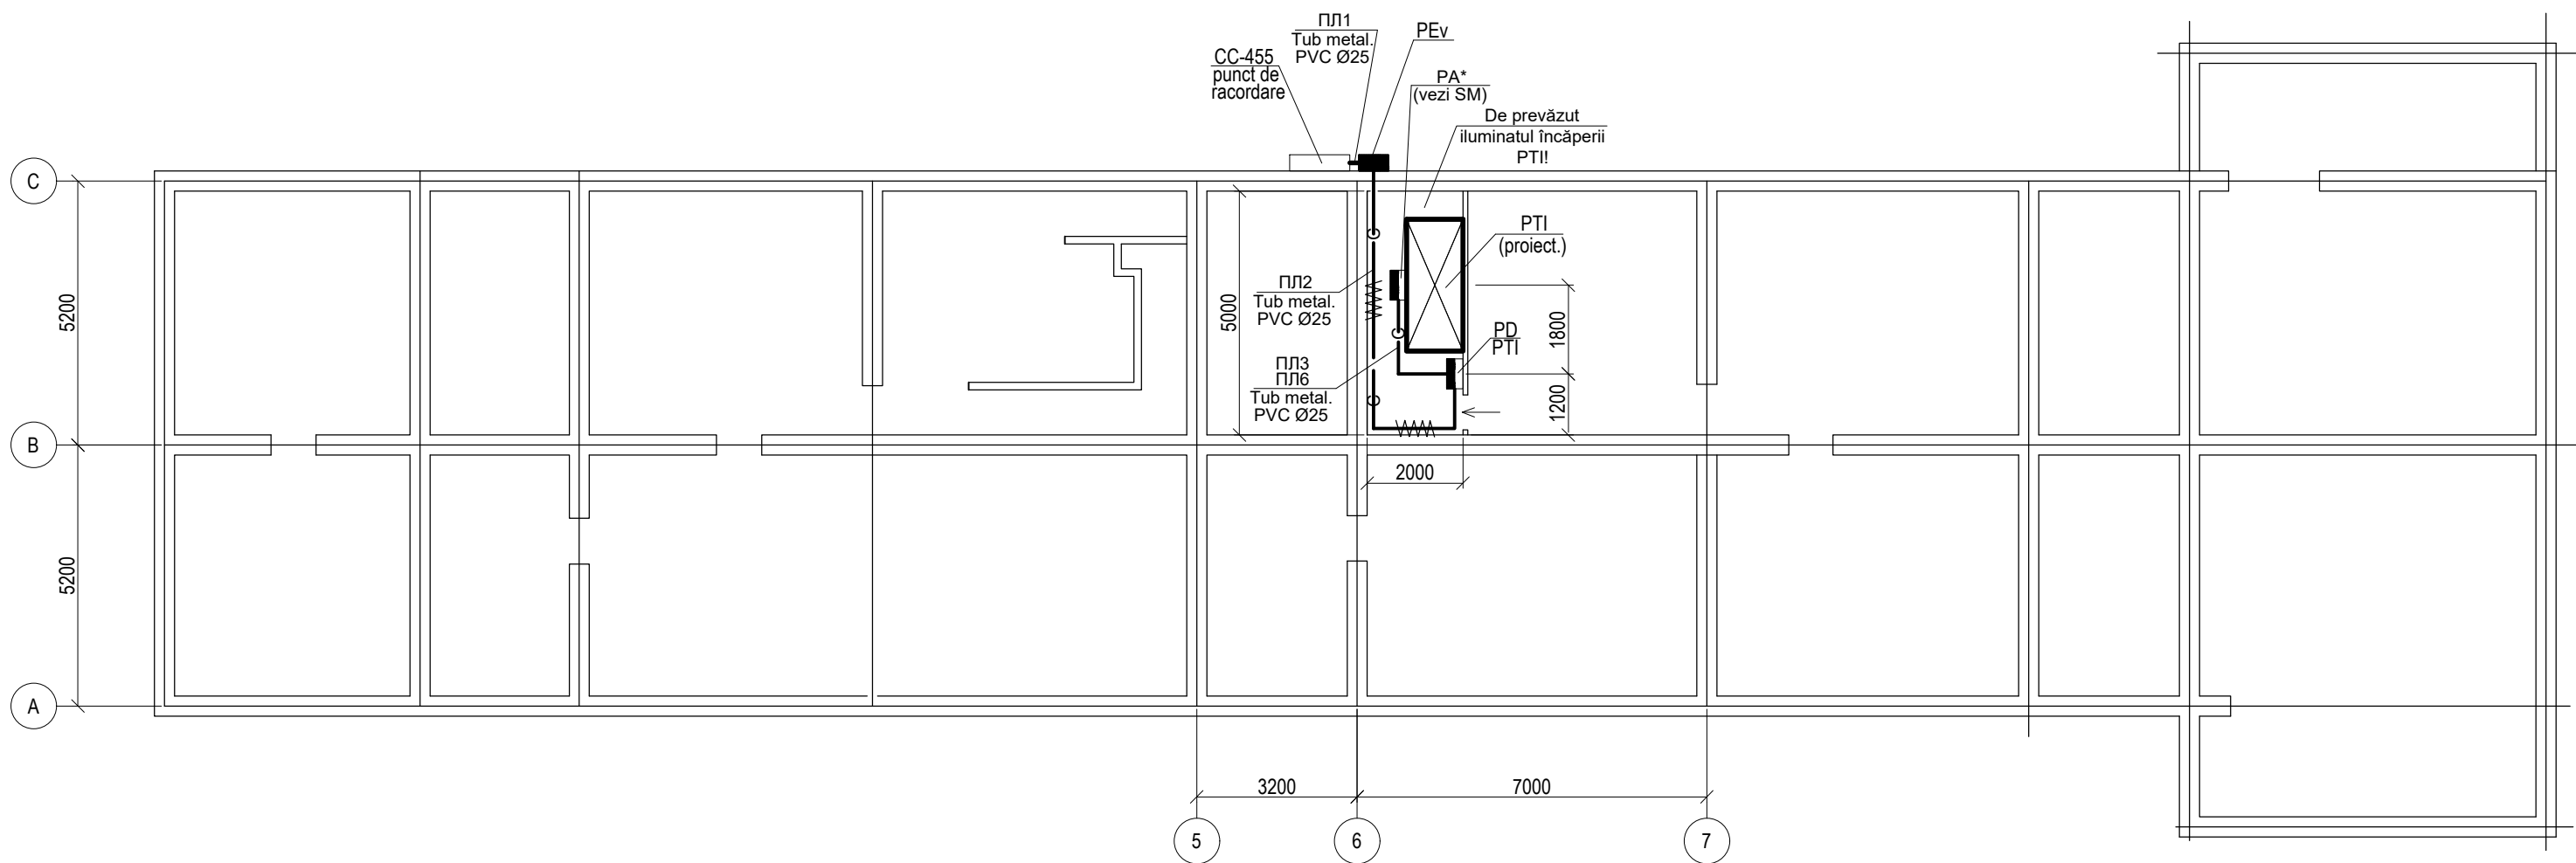 ПЛ1
Tub metal.
PVC Ø25
PEv
CC-455
punct de
racordare
PA*
(vezi SM)
De prevăzut
iluminatul încăperii
PTI!
C
PTI
(proiect.)
ПЛ2
Tub metal.
PVC Ø25
5200
5000
1800
PD
PTI
ПЛ3
ПЛ6
Tub metal.
PVC Ø25
1200
B
2000
5200
A
3200
7000
5
6
7